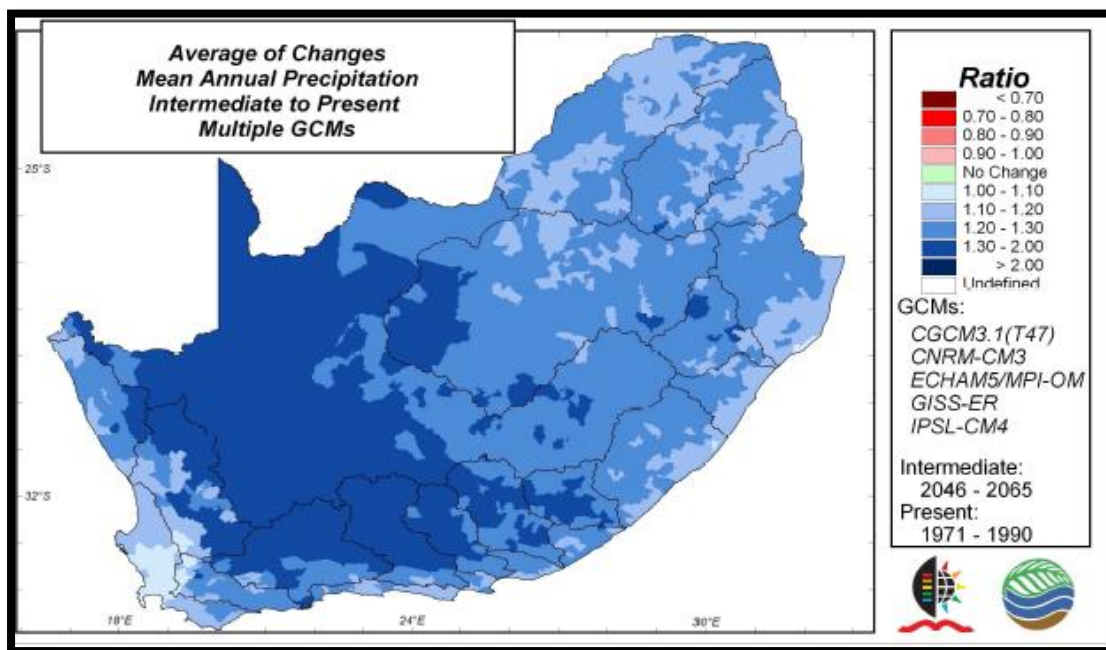 Average of Changes
Mean Annual Precipitation
Intermediate to Present
Multiple GCMs
25°S
32°S
18°E
24°E
30°E
Ratio
< 0.70
0.70 - 0.80
0.80 - 0.90
0.90 - 1.00
No Change
1.00 - 1.10
1.10 - 1.20
1.20 - 1.30
1.30 - 2.00
> 2.00
Undefined
GCMs:
CGCM3.1(T47)
CNRM-CM3
ECHAM5/MPI-OM
GISS-ER
IPSL-CM4
Intermediate:
2046 - 2065
Present:
1971 - 1990